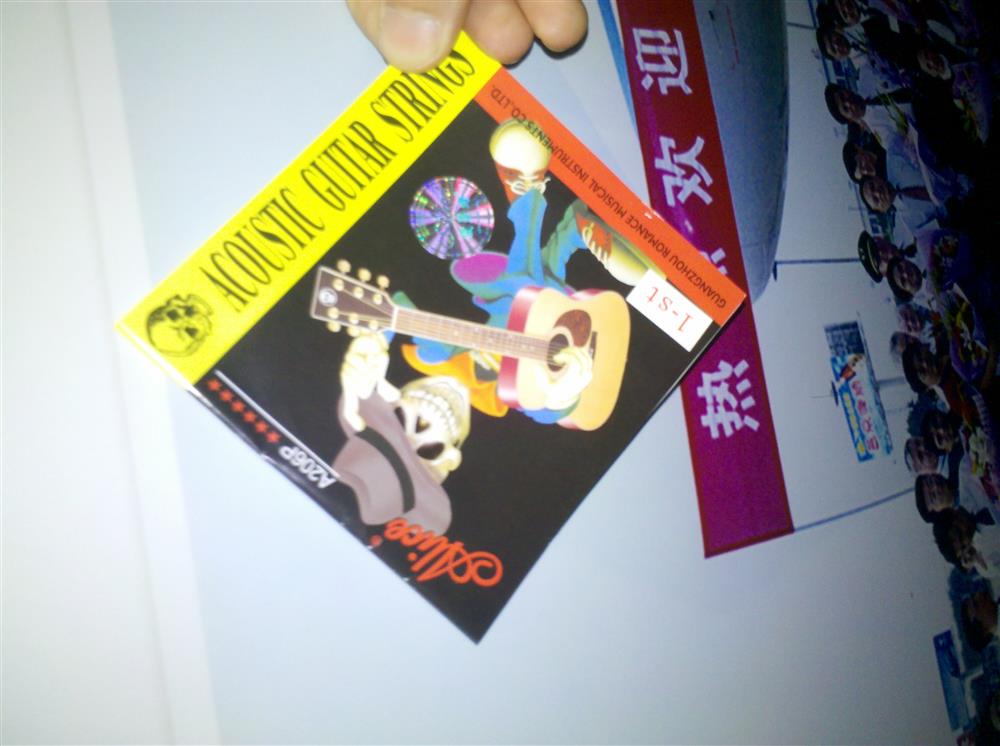 Alice
A206P
★★★★★★
ACOUSTIC GUITAR STRINGS
1-st
GUANGZHOU ROMANCE MUSICAL INSTRUMENTS CO.,LTD.
热
欢迎